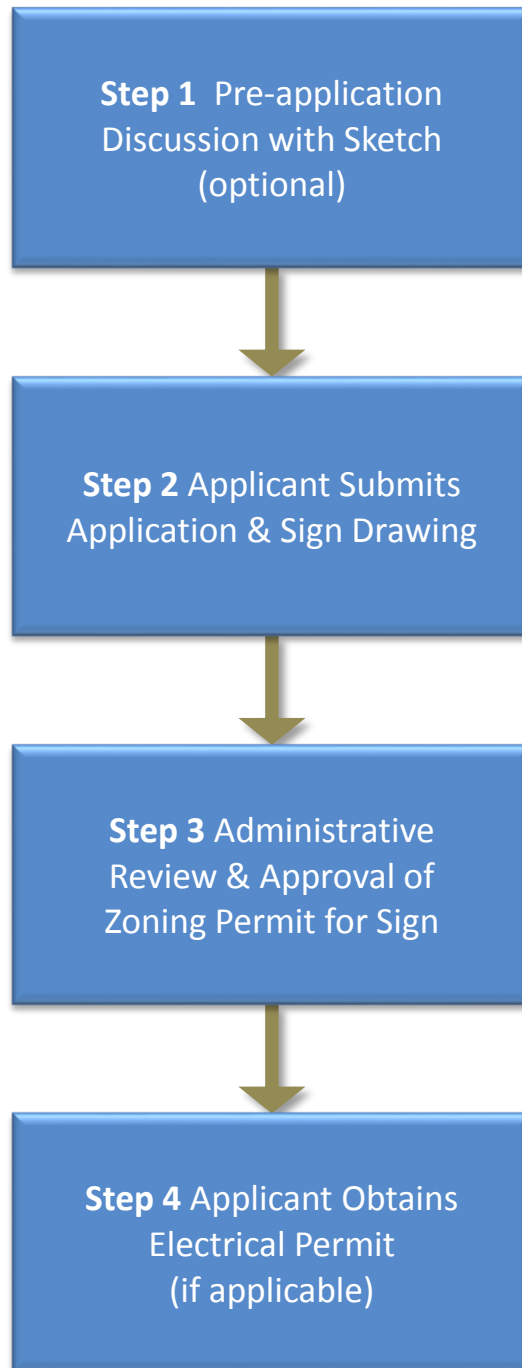 Step 1 Pre-application
Discussion with Sketch
(optional)
Step 2 Applicant Submits
Application & Sign Drawing
Step 3 Administrative
Review & Approval of
Zoning Permit for Sign
Step 4 Applicant Obtains
Electrical Permit
(if applicable)